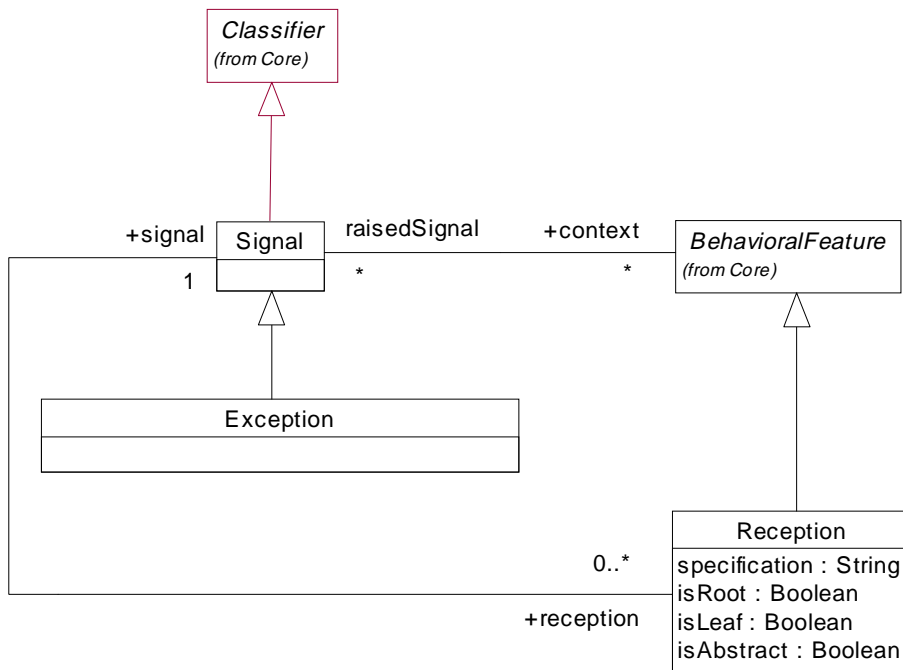 Classifier
(from Core)
+signal
Signal
raisedSignal
+context
BehavioralFeature
(from Core)
1
*
*
Exception
Reception
specification : String
isRoot : Boolean
isLeaf : Boolean
isAbstract : Boolean
0..*
+reception